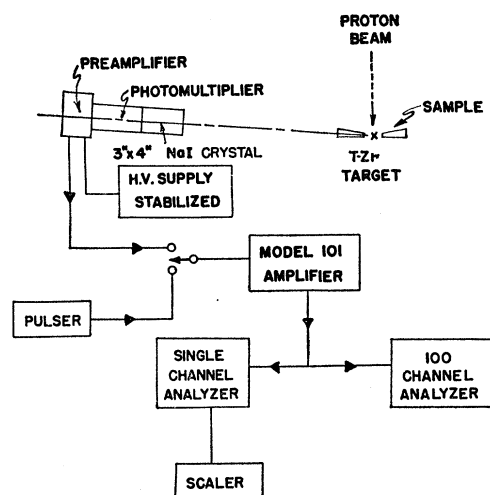 PROTON
BEAM
PREAMPLIFIER
PHOTOMULTIPLIER
SAMPLE
3"x4" NaI CRYSTAL
T-Zr
TARGET
H.V. SUPPLY
STABILIZED
MODEL 101
AMPLIFIER
PULSER
SINGLE
CHANNEL
ANALYZER
100
CHANNEL
ANALYZER
SCALER